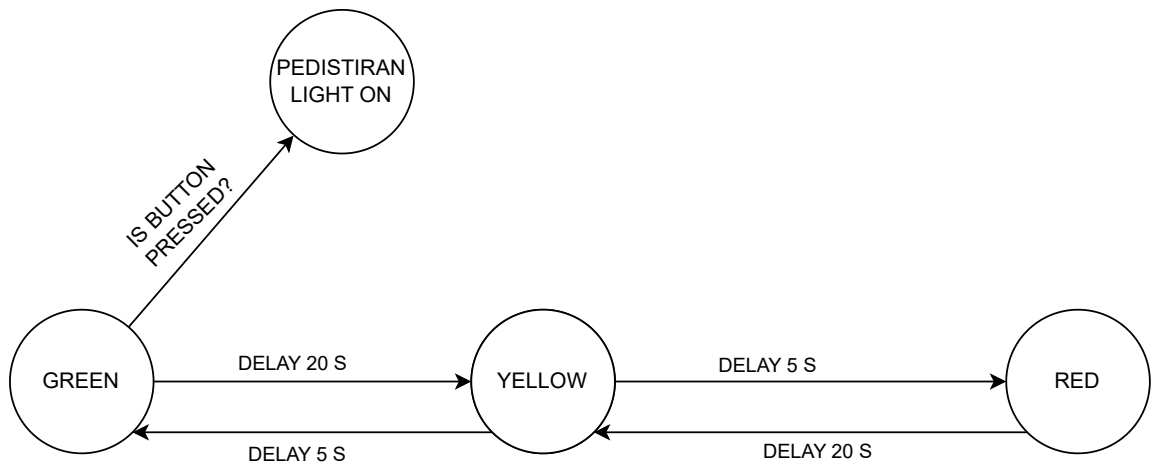 PEDISTIRAN
LIGHT ON
IS BUTTON
PRESSED?
GREEN
DELAY 20 S
YELLOW
DELAY 5 S
RED
DELAY 5 S
DELAY 20 S